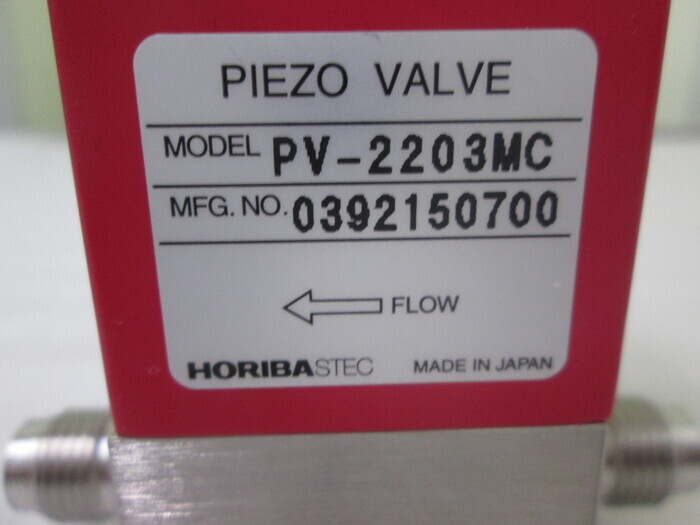 PIEZO VALVE
MODEL PV-2203MC
MFG. NO. 0392150700
FLOW
HORIBASTEC MADE IN JAPAN